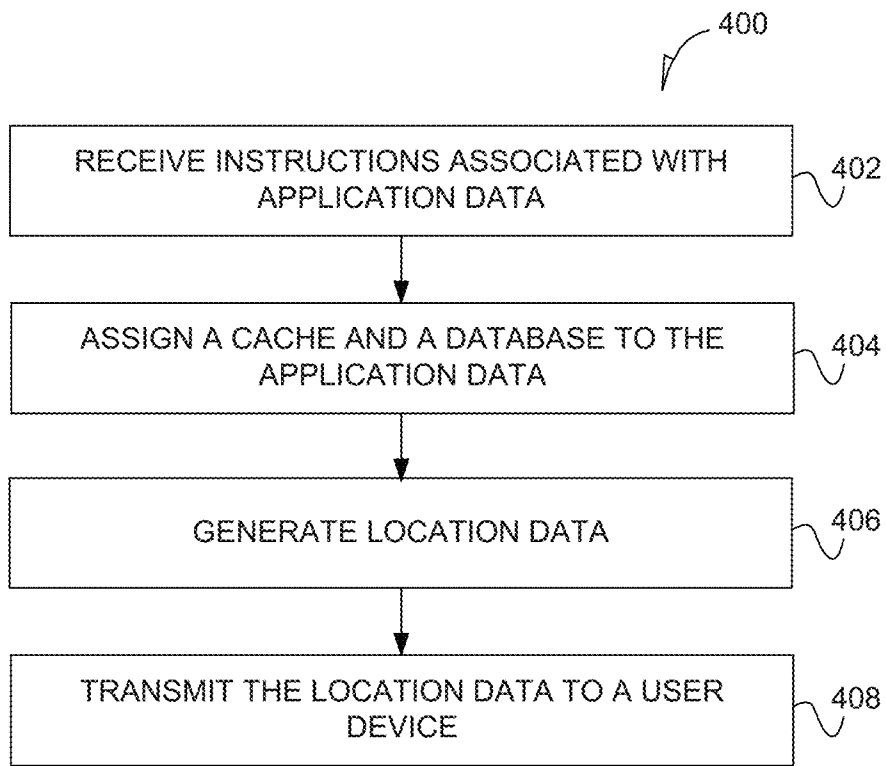 400
RECEIVE INSTRUCTIONS ASSOCIATED WITH
APPLICATION DATA
402
ASSIGN A CACHE AND A DATABASE TO THE
APPLICATION DATA
404
GENERATE LOCATION DATA
406
TRANSMIT THE LOCATION DATA TO A USER
DEVICE
408